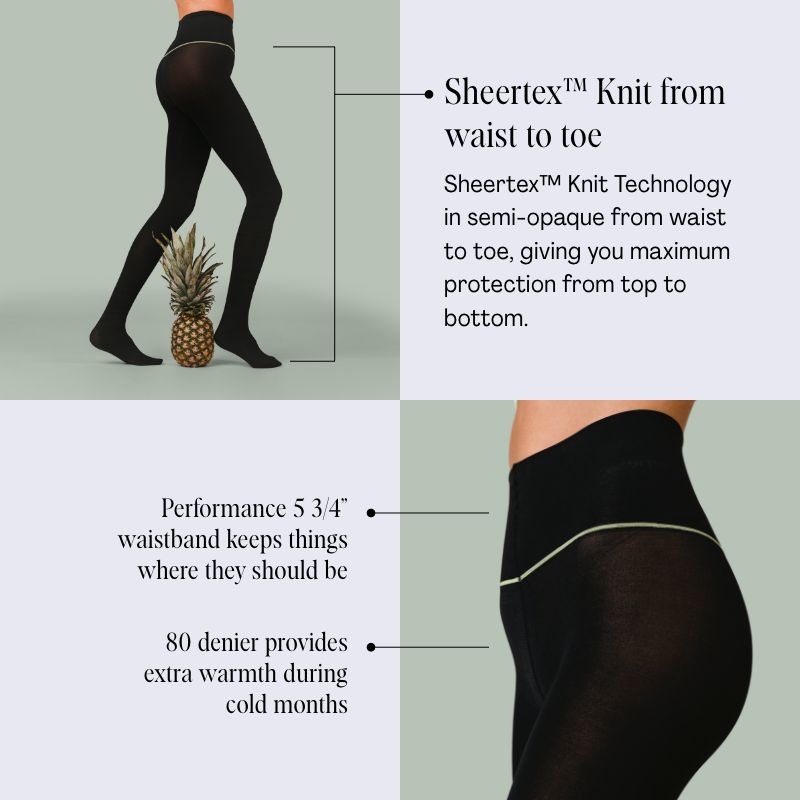 Sheertex™ Knit from
waist to toe
Sheertex™ Knit Technology
in semi-opaque from waist
to toe, giving you maximum
protection from top to
bottom.
Performance 5 3/4”
waistband keeps things
where they should be
80 denier provides
extra warmth during
cold months